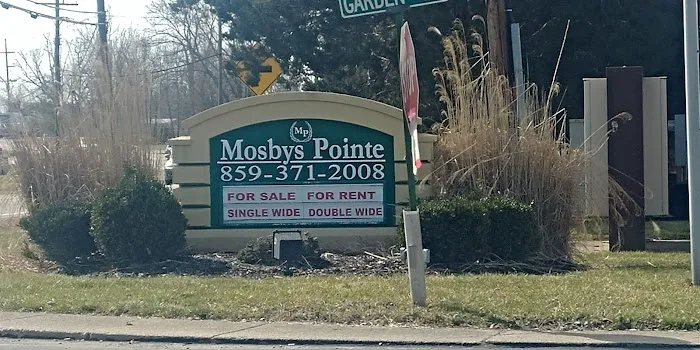 GARDEN
Mp
Mosbys Pointe
859-371-2008
FOR SALE FOR RENT
SINGLE WIDE DOUBLE WIDE